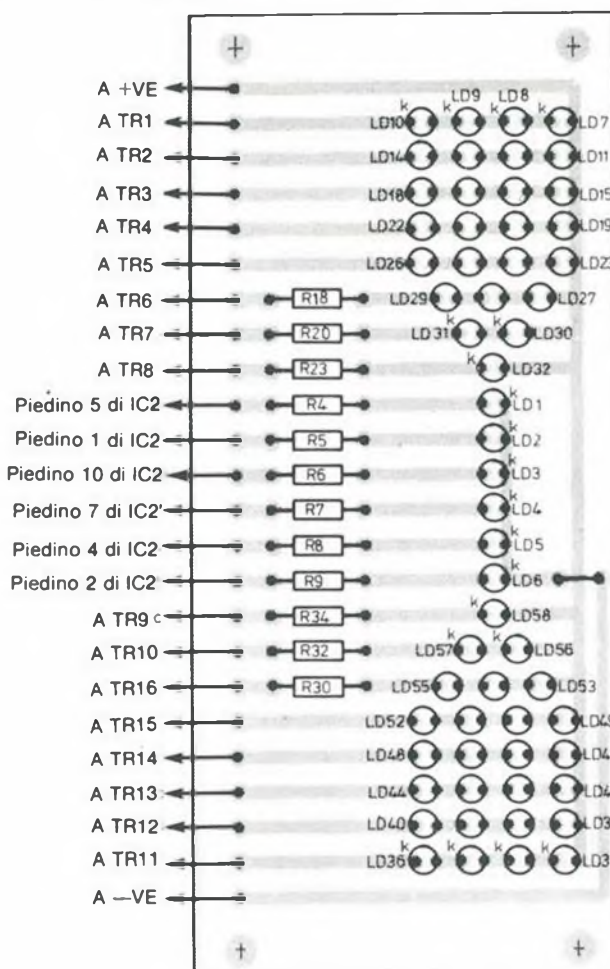 LD9 LD8
A +VE
k k k k
A TR1 LD10 LD7
A TR2 LD14 LD11
A TR3 LD18 LD15
A TR4 LD22 LD19
A TR5 LD26
A TR6 R18 LD29 LD27
k k
A TR7 R20 LD31 LD30
k
A TR8 R23 LD32
k
Piedino 5 di IC2 R4 LD1
k
Piedino 1 di IC2 R5 LD2
k
Piedino 10 di IC2 R6 LD3
k
Piedino 7 di IC2 R7 LD4
k
Piedino 4 di IC2 R8 LD5
k
Piedino 2 di IC2 R9 LD6
k
A TR9 R34 LD58
k k
A TR10 R32 LD57 LD56
A TR16 R30 LD55 LD53
A TR15 LD52
A TR14 LD48
A TR13 LD44
A TR12 LD40
k k k k
A TR11 LD36
A —VE